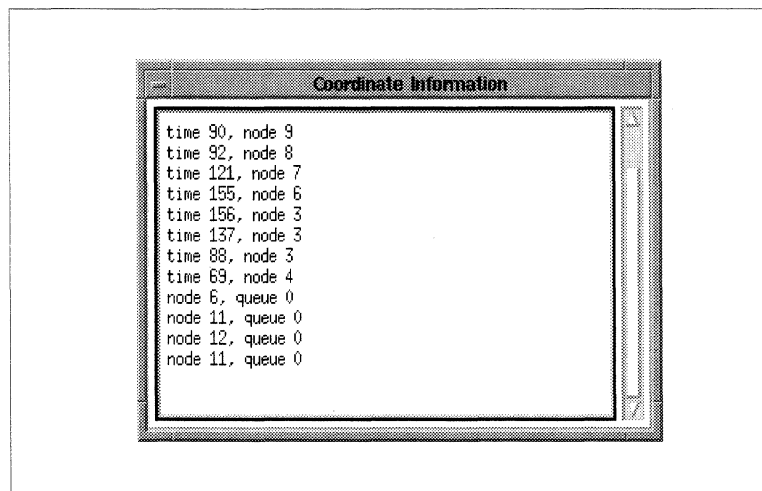 Coordinate Information
time 90, node 9
time 92, node 8
time 121, node 7
time 155, node 6
time 156, node 3
time 137, node 3
time 88, node 3
time 69, node 4
node 6, queue 0
node 11, queue 0
node 12, queue 0
node 11, queue 0